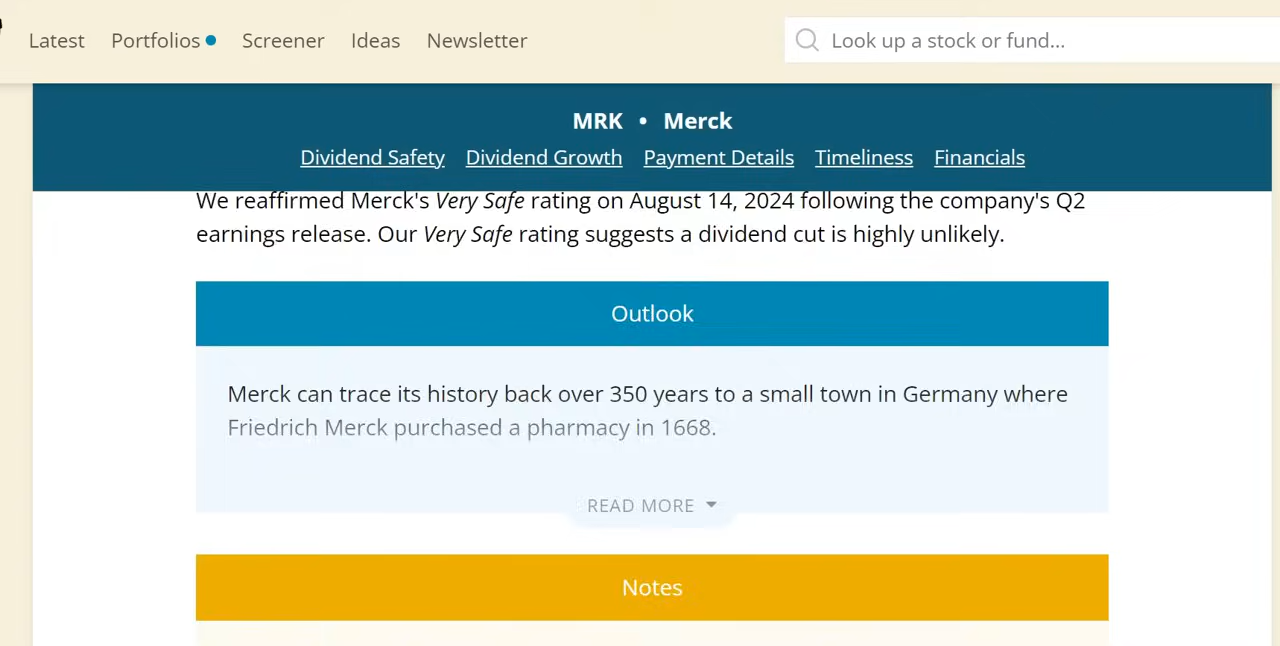 Latest Portfolios Screener Ideas Newsletter Look up a stock or fund...
MRK • Merck
Dividend Safety Dividend Growth Payment Details Timeliness Financials
We reaffirmed Merck's Very Safe rating on August 14, 2024 following the company's Q2
earnings release. Our Very Safe rating suggests a dividend cut is highly unlikely.
Outlook
Merck can trace its history back over 350 years to a small town in Germany where
Friedrich Merck purchased a pharmacy in 1668.
READ MORE
Notes